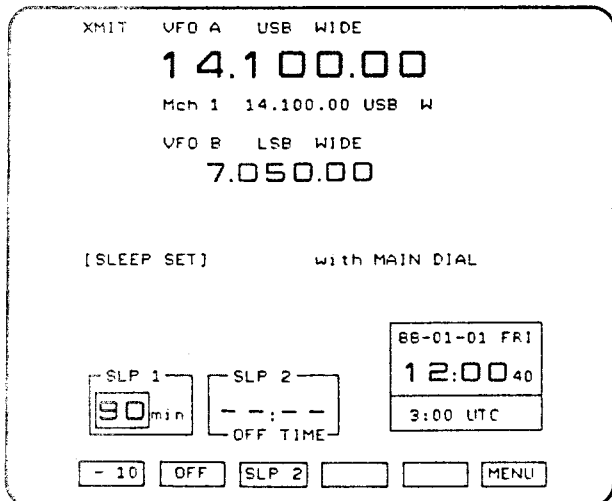 XMIT VFO A USB WIDE
14.100.00
Mch 1 14.100.00 USB W
VFO B LSB WIDE
7.050.00
[SLEEP SET] with MAIN DIAL
88-01-01 FRI
12:00 40
3:00 UTC
SLP 1
90 min
SLP 2
--:--
OFF TIME
- 10 OFF SLP 2 MENU